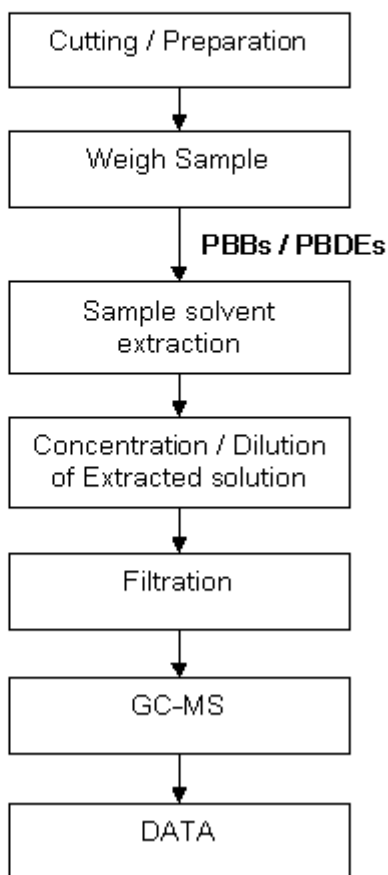 Cutting / Preparation
Weigh Sample
PBBs / PBDEs
Sample solvent
extraction
Concentration / Dilution
of Extracted solution
Filtration
GC-MS
DATA